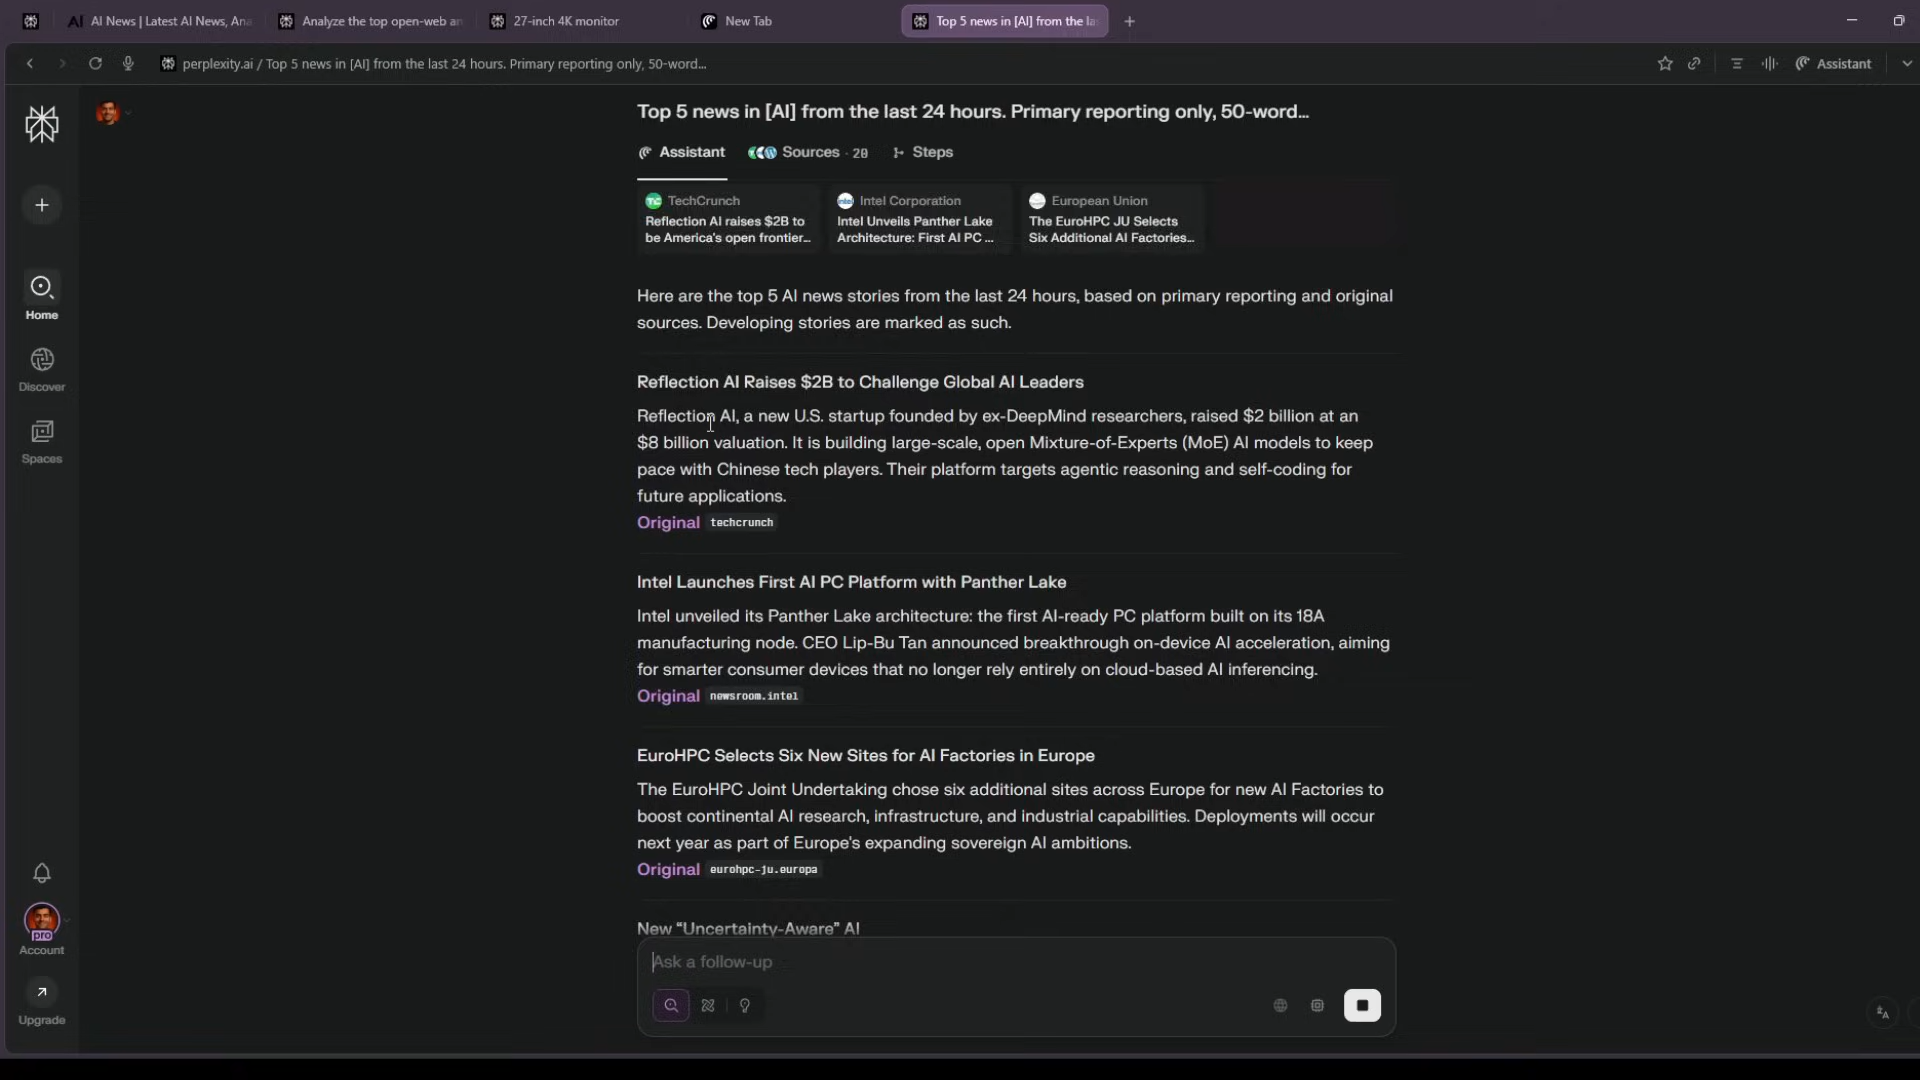 AI News | Latest AI News, Ana
Analyze the top open-web an
27-inch 4K monitor
New Tab
Top 5 news in [AI] from the la
perplexity.ai / Top 5 news in [AI] from the last 24 hours. Primary reporting only, 50-word...
Assistant
Top 5 news in [AI] from the last 24 hours. Primary reporting only, 50-word...
Assistant
Sources · 20
Steps
TechCrunch
Reflection AI raises $2B to
be America's open frontier...
Intel Corporation
Intel Unveils Panther Lake
Architecture: First AI PC ...
European Union
The EuroHPC JU Selects
Six Additional AI Factories...
Home
Discover
Spaces
Here are the top 5 AI news stories from the last 24 hours, based on primary reporting and original
sources. Developing stories are marked as such.
Reflection AI Raises $2B to Challenge Global AI Leaders
Reflection AI, a new U.S. startup founded by ex-DeepMind researchers, raised $2 billion at an
$8 billion valuation. It is building large-scale, open Mixture-of-Experts (MoE) AI models to keep
pace with Chinese tech players. Their platform targets agentic reasoning and self-coding for
future applications.
Original techcrunch
Intel Launches First AI PC Platform with Panther Lake
Intel unveiled its Panther Lake architecture: the first AI-ready PC platform built on its 18A
manufacturing node. CEO Lip-Bu Tan announced breakthrough on-device AI acceleration, aiming
for smarter consumer devices that no longer rely entirely on cloud-based AI inferencing.
Original newsroom.intel
EuroHPC Selects Six New Sites for AI Factories in Europe
The EuroHPC Joint Undertaking chose six additional sites across Europe for new AI Factories to
boost continental AI research, infrastructure, and industrial capabilities. Deployments will occur
next year as part of Europe's expanding sovereign AI ambitions.
Original eurohpc-ju.europa
New “Uncertainty-Aware” AI
Ask a follow-up
pro
Account
Upgrade